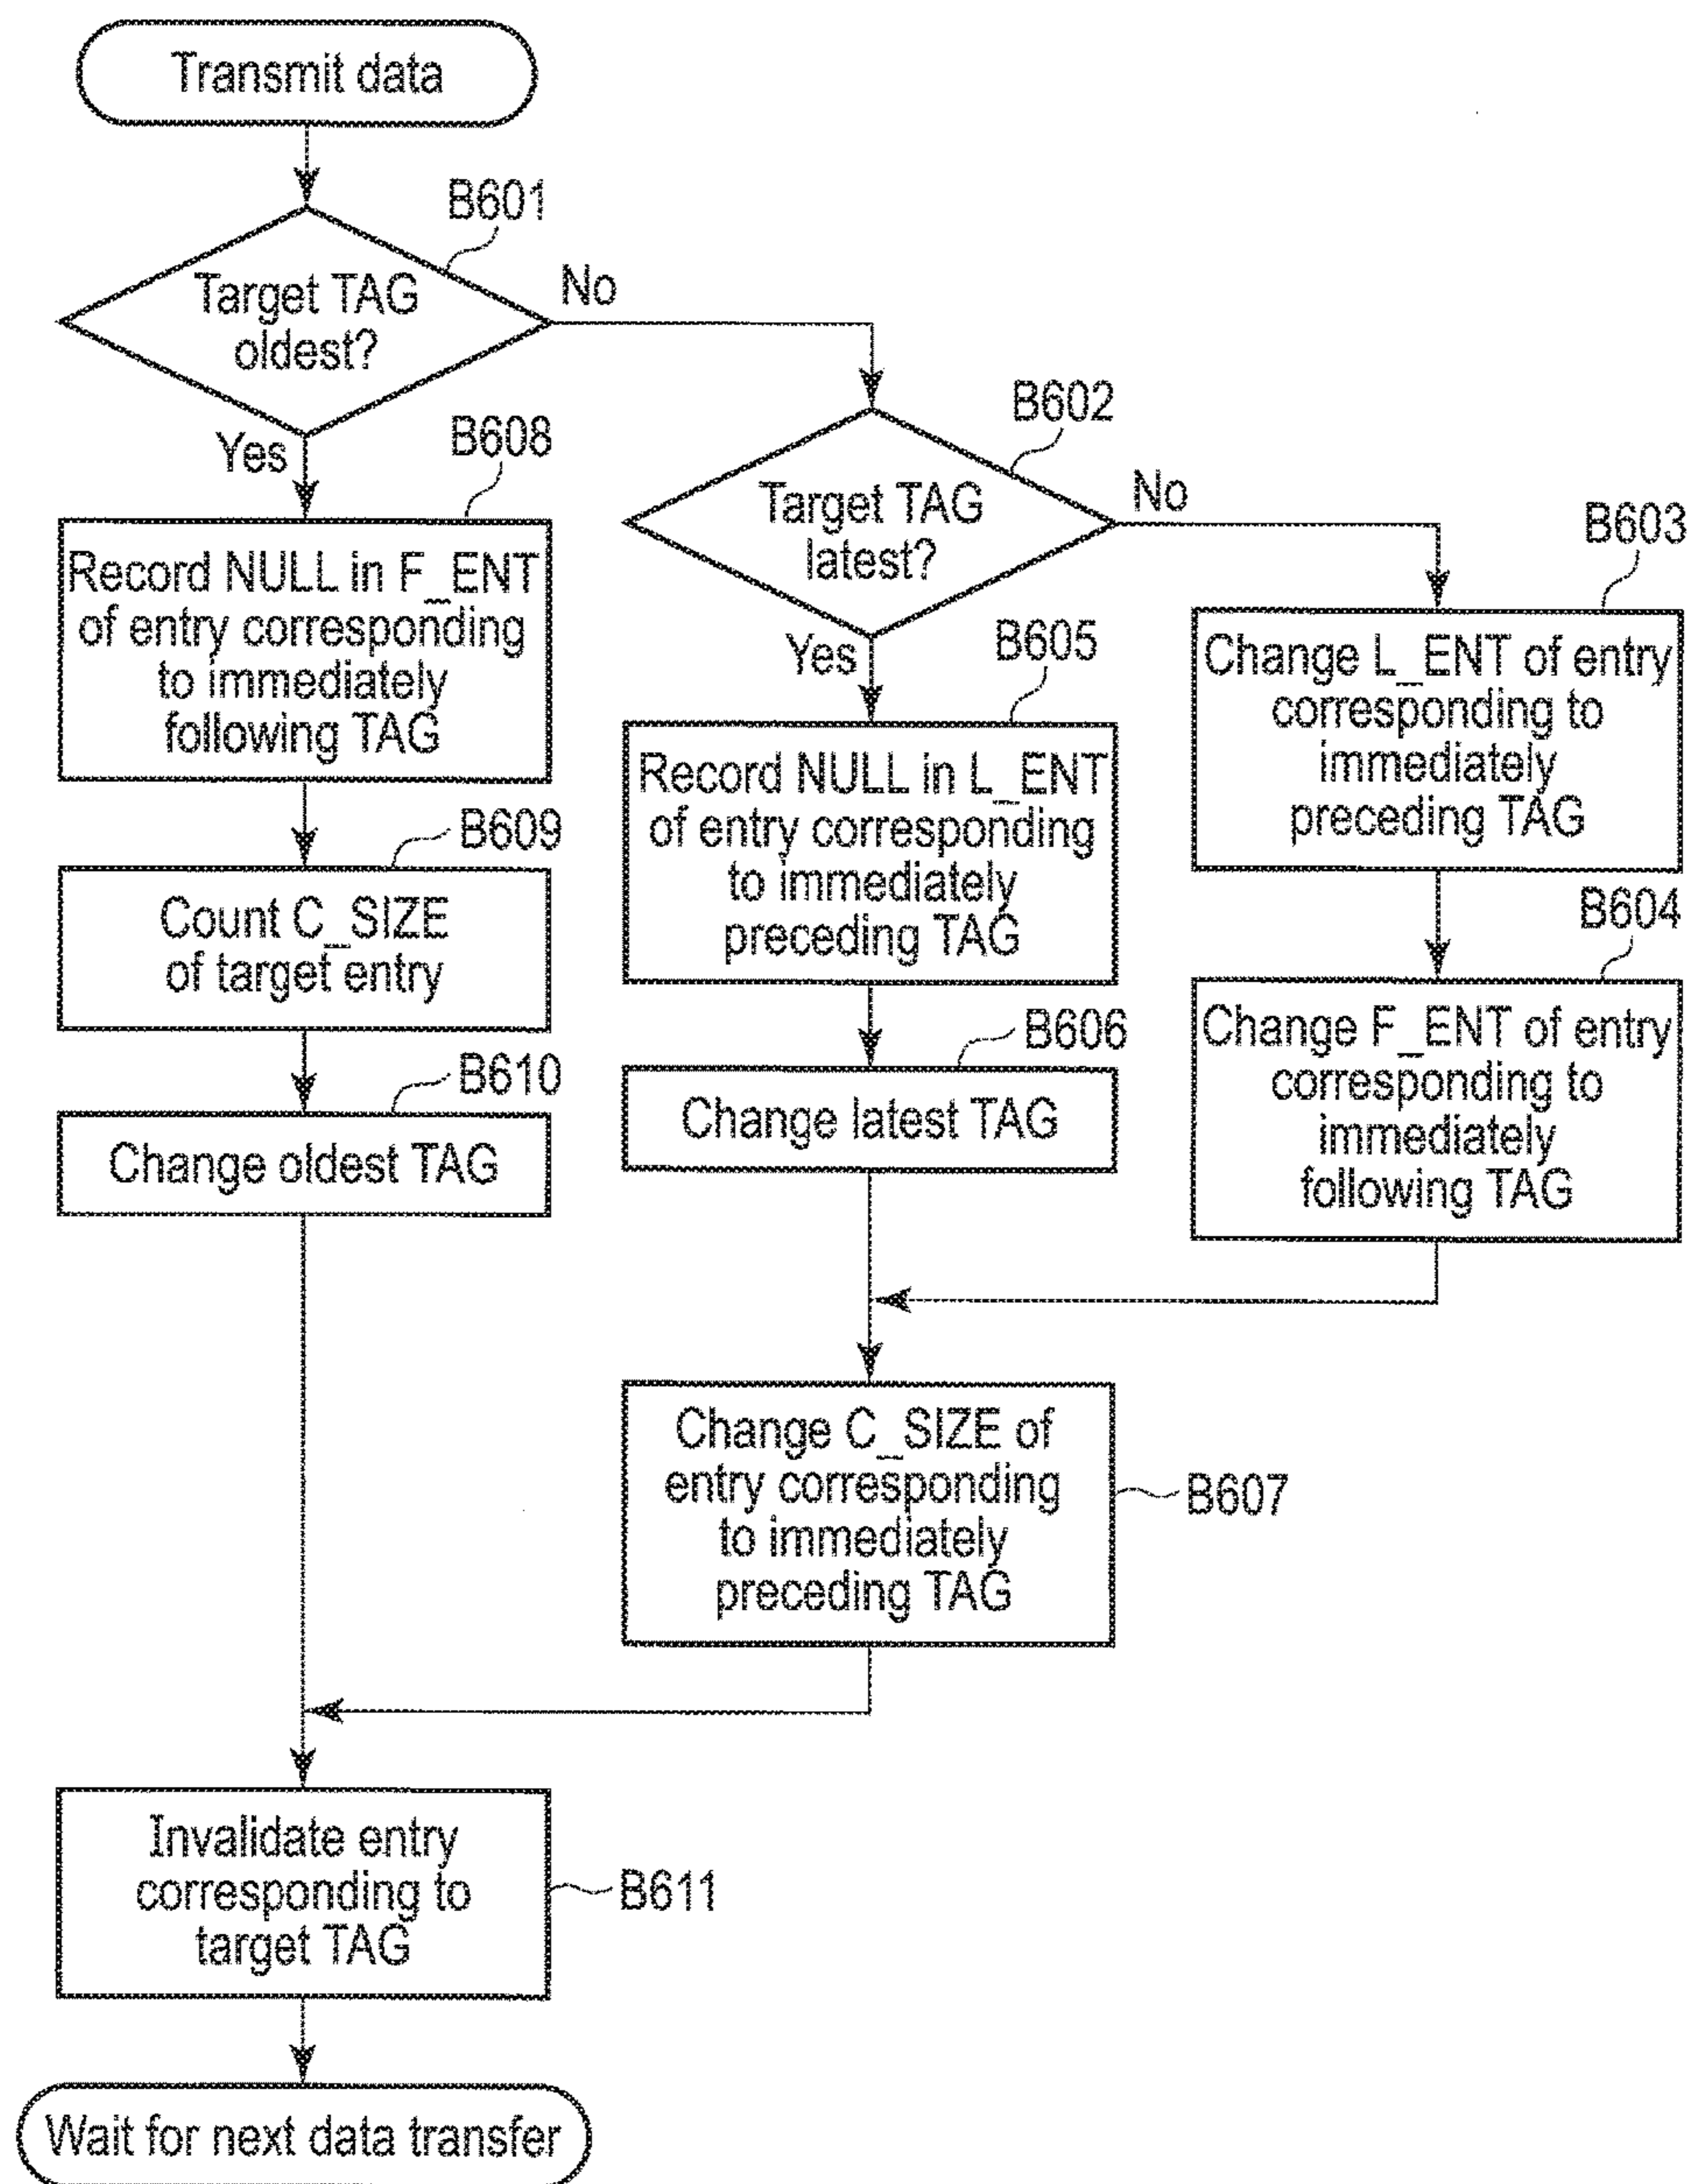 Transmit data
B601
Target TAG
oldest?
No
Yes
B608
Record NULL in F_ENT
of entry corresponding
to immediately
following TAG
B609
Count C_SIZE
of target entry
B610
Change oldest TAG
B602
Target TAG
latest?
No
Yes
B605
Record NULL in L_ENT
of entry corresponding
to immediately
preceding TAG
B606
Change latest TAG
B603
Change L_ENT of entry
corresponding to
immediately
preceding TAG
B604
Change F_ENT of entry
corresponding to
immediately
following TAG
Change C_SIZE of
entry corresponding
to immediately
preceding TAG
B607
Invalidate entry
corresponding to
target TAG
B611
Wait for next data transfer